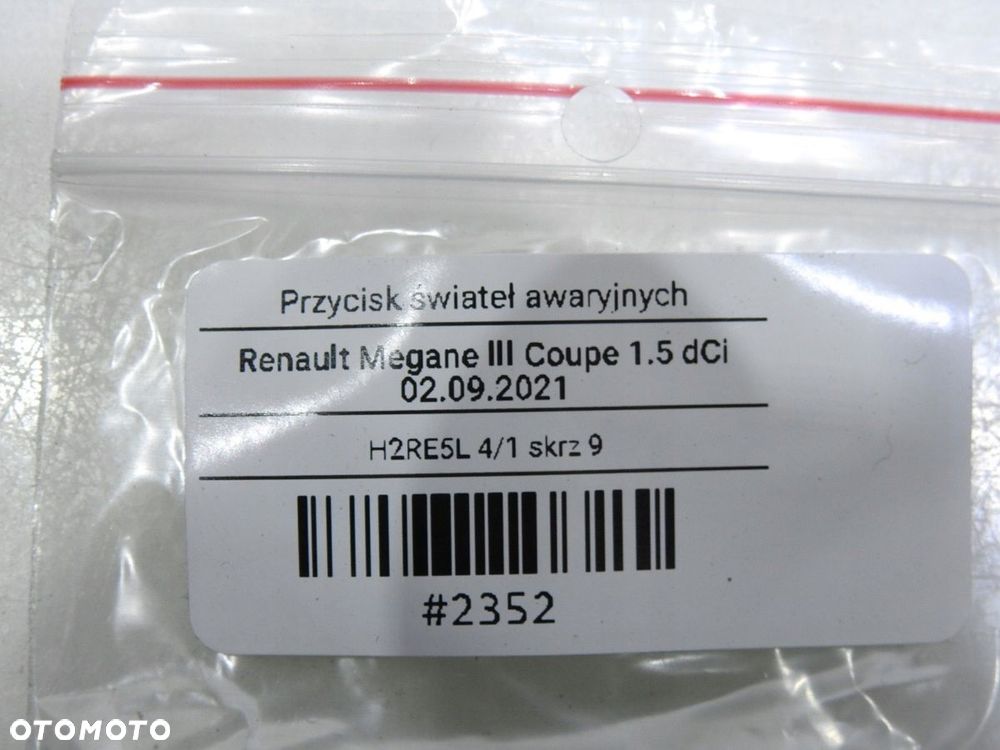 Przycisk świateł awaryjnych
Renault Megane III Coupe 1.5 dCi
02.09.2021
H2RE5L 4/1 skrz 9
#2352
OTOMOTO